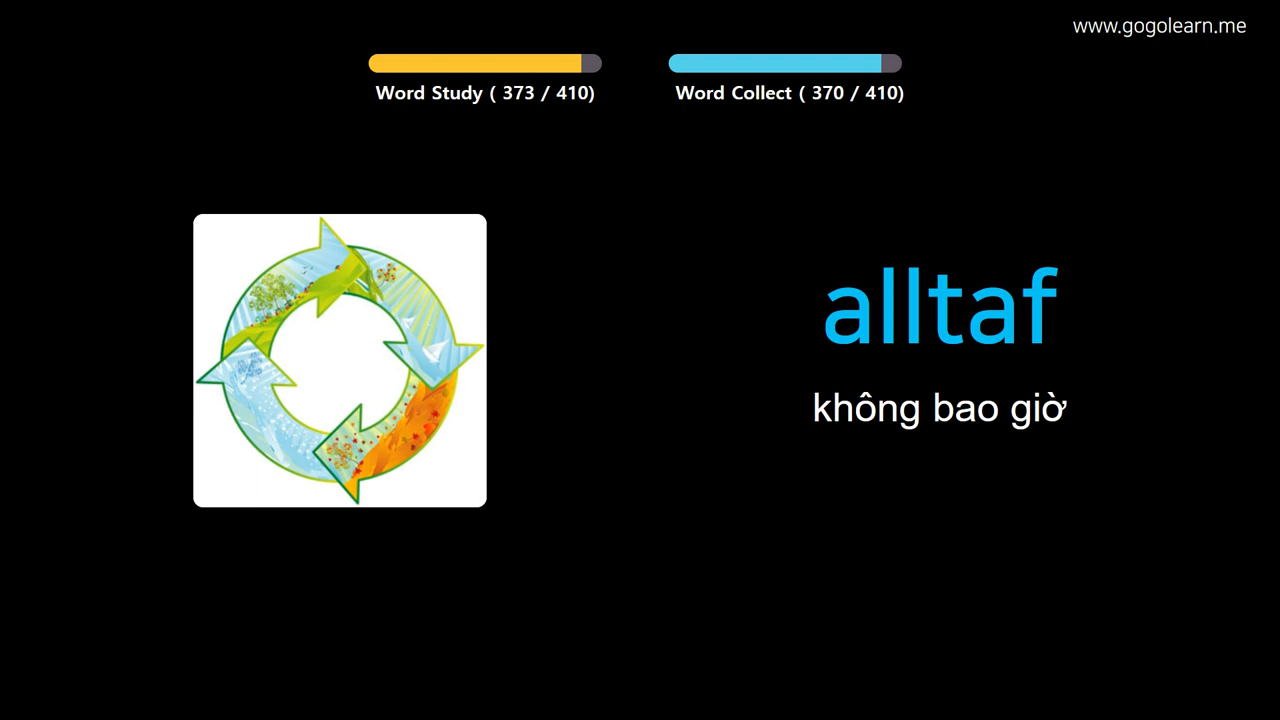 www.gogolearn.me
Word Study ( 373 / 410)
Word Collect ( 370 / 410)
alltaf
không bao giờ